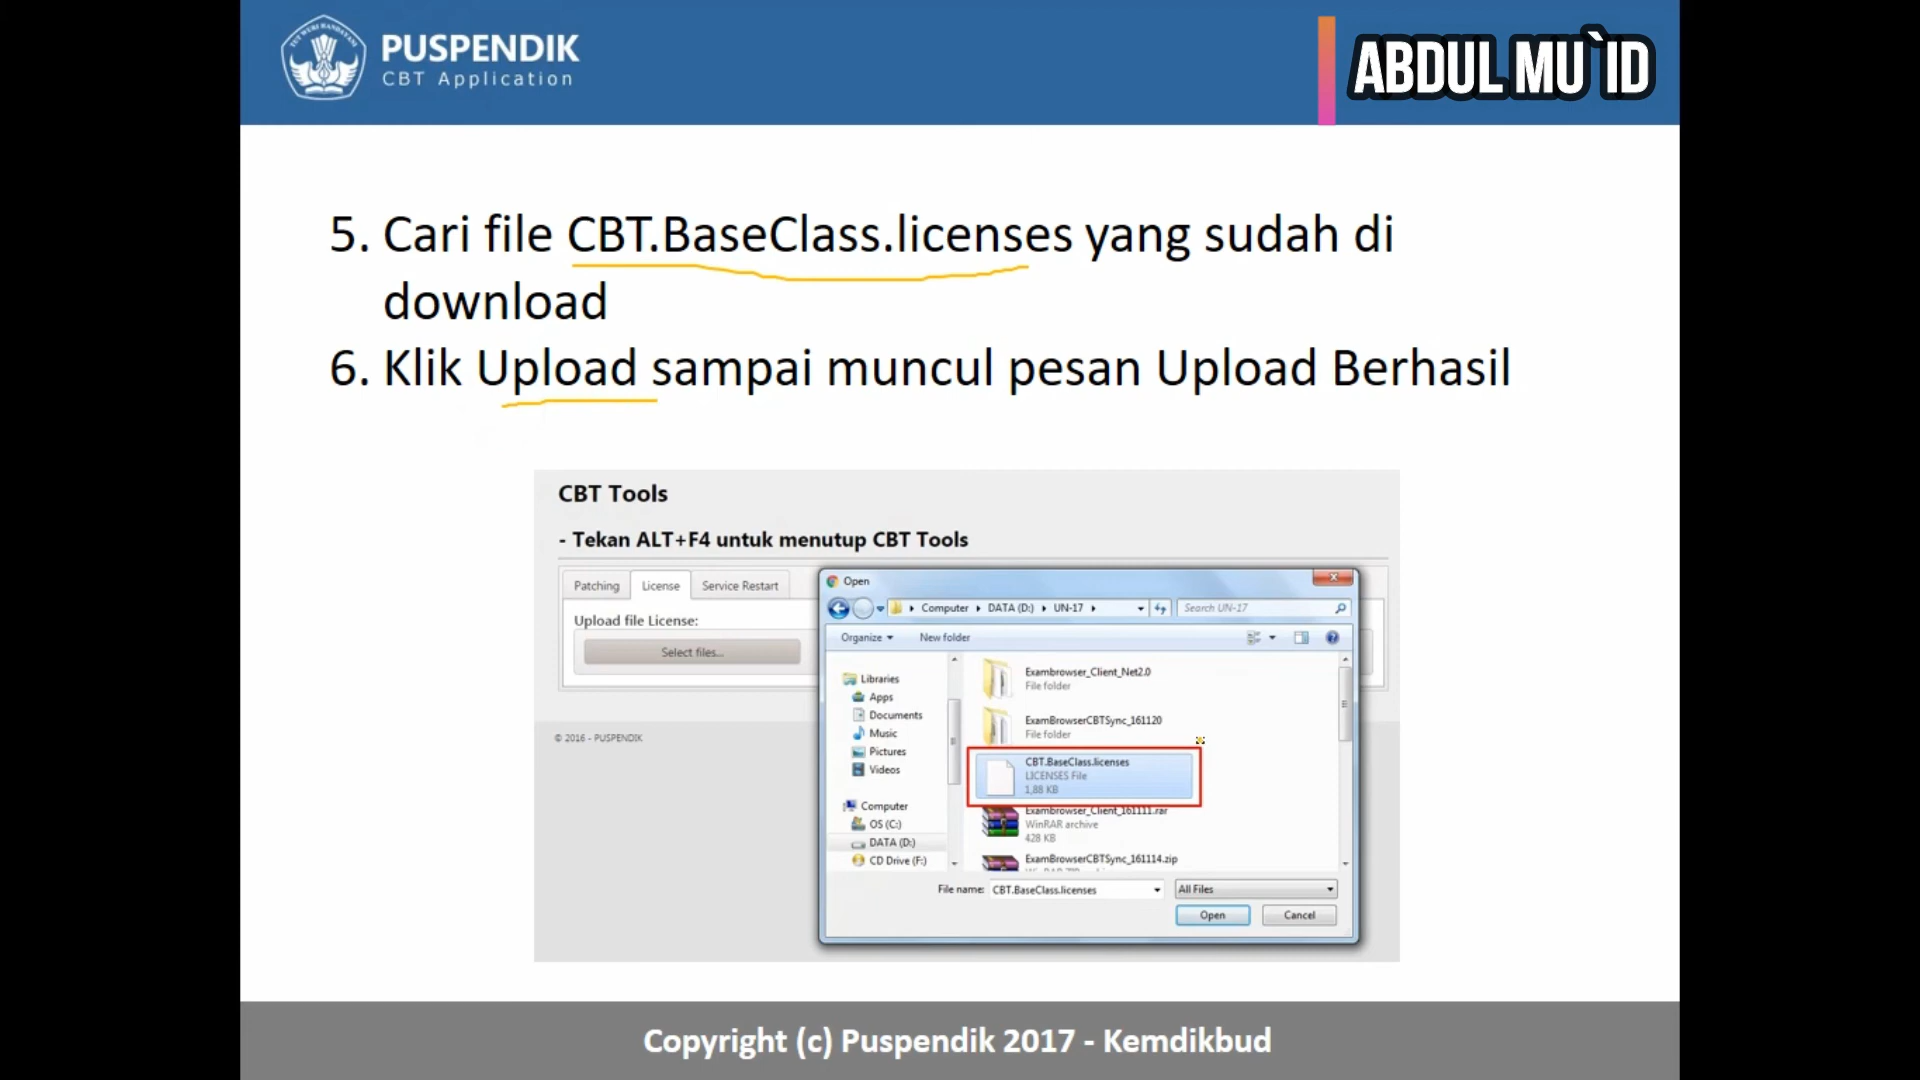 PUSPENDIK
CBT Application
ABDUL MU`ID
5. Cari file CBT.BaseClass.licenses yang sudah di
download
6. Klik Upload sampai muncul pesan Upload Berhasil
CBT Tools
- Tekan ALT+F4 untuk menutup CBT Tools
Patching License Service Restart
Upload file License:
Select files...
© 2016 - PUSPENDIK
Open
Computer DATA (D:) UN-17
Search UN-17
Organize New folder
Libraries
Apps
Documents
Music
Pictures
Videos
Computer
OS (C:)
DATA (D:)
CD Drive (F:)
Exambrowser_Client_Net2.0
File folder
ExamBrowserCBTSync_161120
File folder
CBT.BaseClass.licenses
LICENSES File
1,88 KB
Exambrowser_Client_161111.rar
WinRAR archive
428 KB
ExamBrowserCBTSync_161114.zip
File name: CBT.BaseClass.licenses
All Files
Open Cancel
Copyright (c) Puspendik 2017 - Kemdikbud